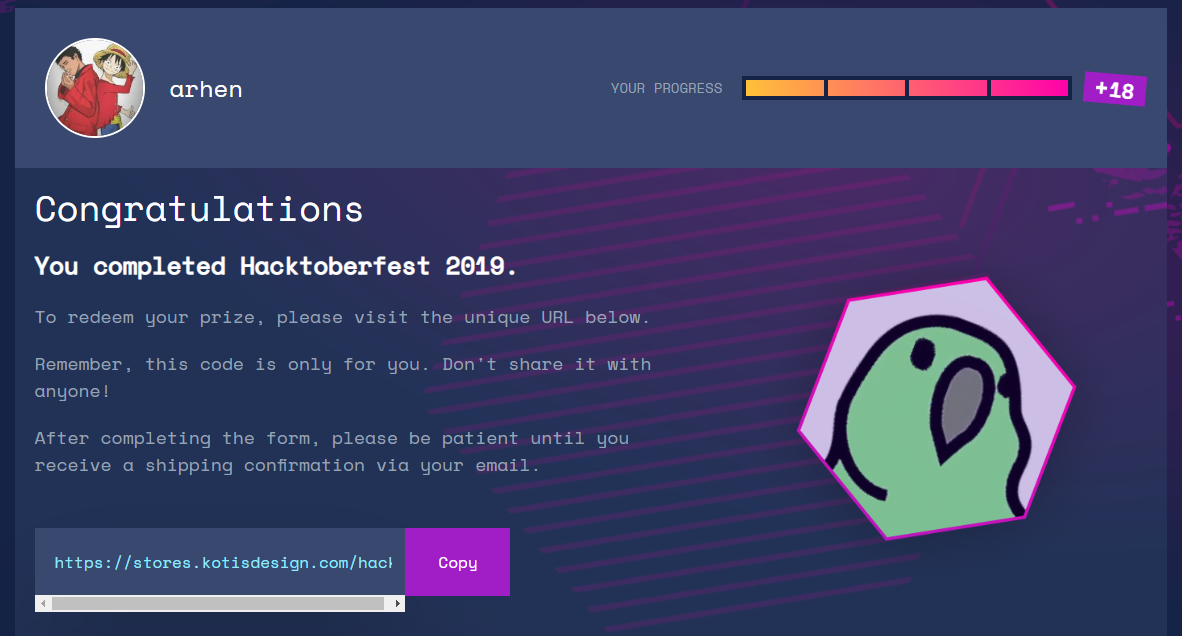 arhen
YOUR PROGRESS
+18
Congratulations
You completed Hacktoberfest 2019.
To redeem your prize, please visit the unique URL below.
Remember, this code is only for you. Don't share it with
anyone!
After completing the form, please be patient until you
receive a shipping confirmation via your email.
https://stores.kotisdesign.com/hack
Copy